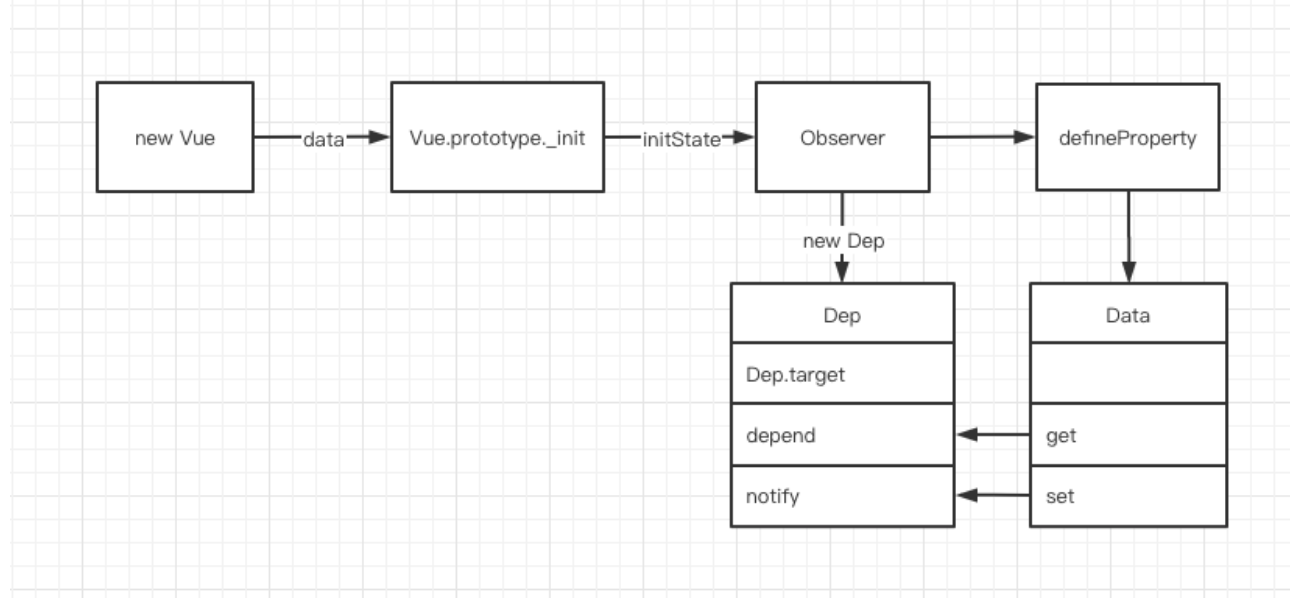 new Vue
data
Vue.prototype._init
initState
Observer
defineProperty
new Dep
Dep
Data
Dep.target
depend
get
notify
set